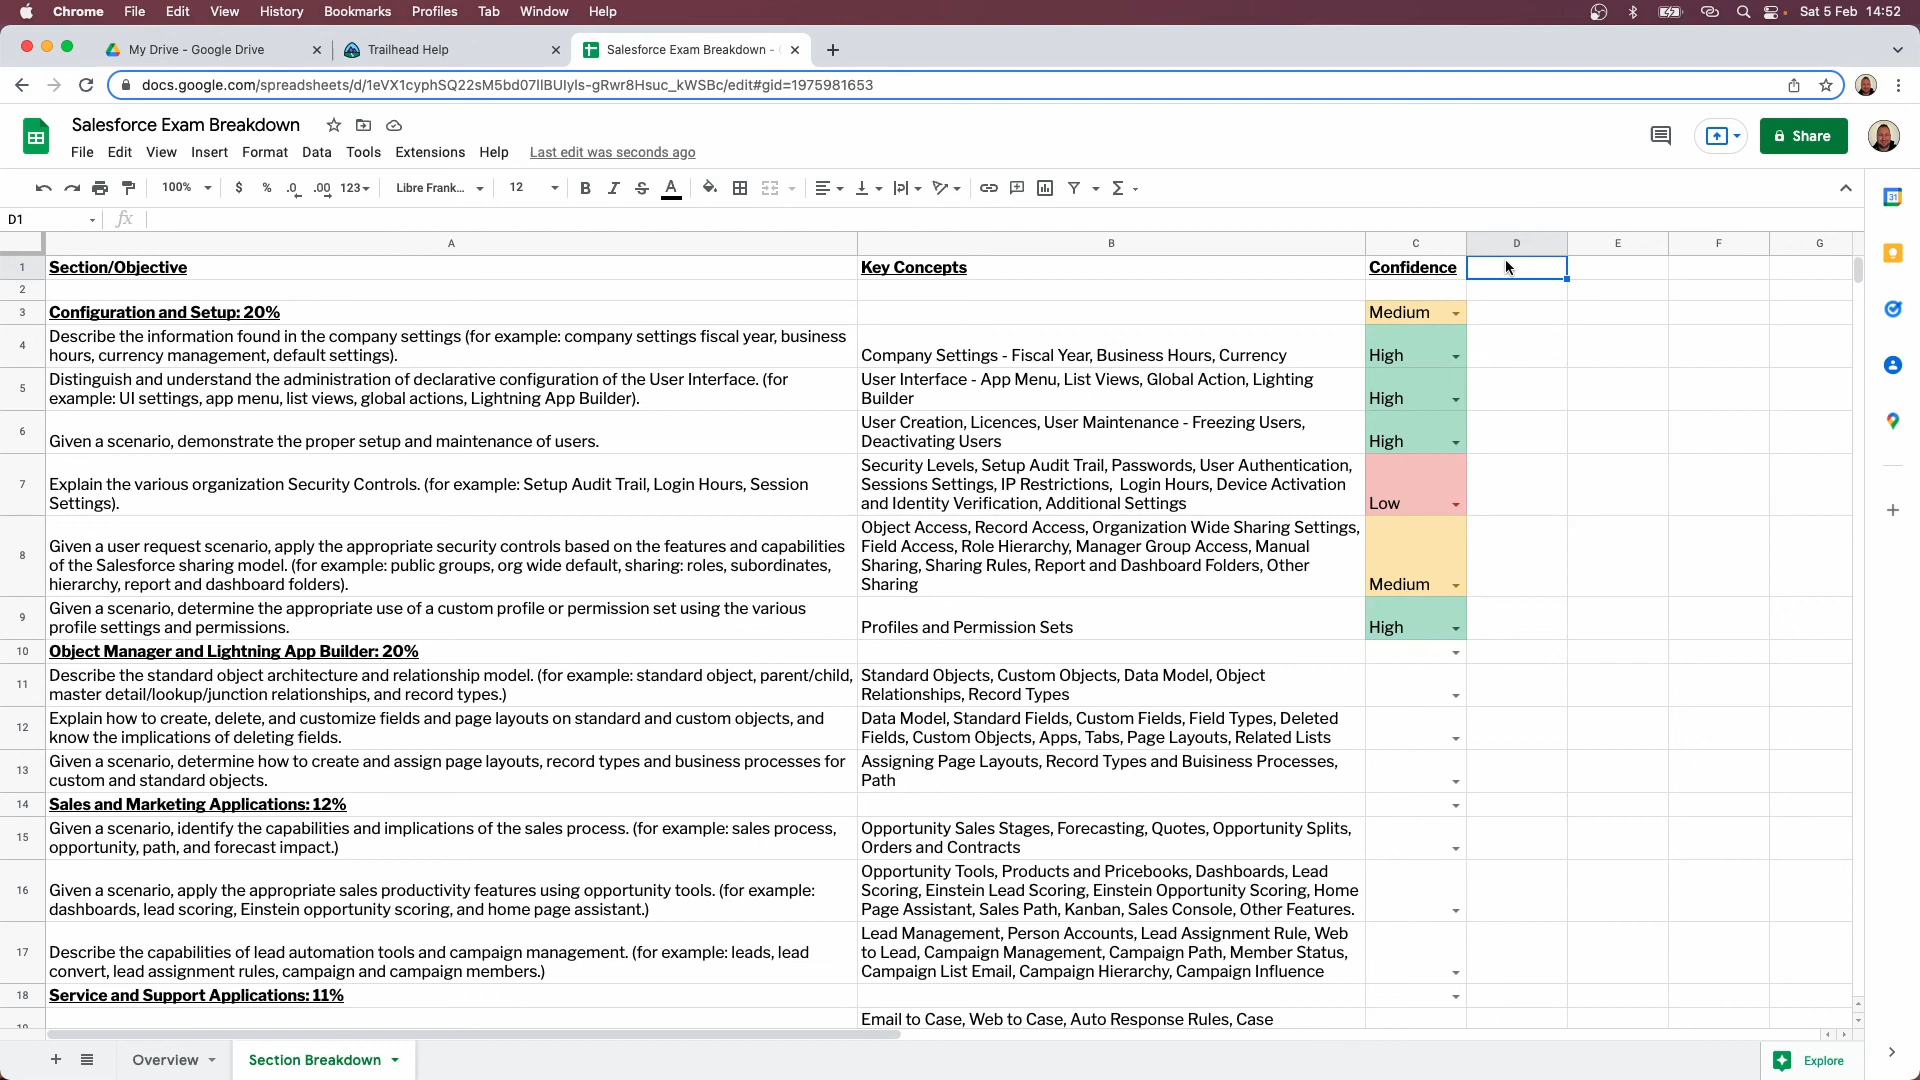 Chrome File Edit View History Bookmarks Profiles Tab Window Help Sat 5 Feb 14:52
My Drive - Google Drive Trailhead Help Salesforce Exam Breakdown -
docs.google.com/spreadsheets/d/1eVX1cyphSQ22sM5bd07IlBUIyls-gRwr8Hsuc_kWSBc/edit#gid=1975981653
Salesforce Exam Breakdown
Share
File Edit View Insert Format Data Tools Extensions Help Last edit was seconds ago
100% $ % .0 .00 123 Libre Frank... 12 B I S A
D1 fx
A B C D E F G
1 Section/Objective Key Concepts Confidence
2
3 Configuration and Setup: 20% Medium
4 Describe the information found in the company settings (for example: company settings fiscal year, business
hours, currency management, default settings). Company Settings - Fiscal Year, Business Hours, Currency High
5 Distinguish and understand the administration of declarative configuration of the User Interface. (for
example: UI settings, app menu, list views, global actions, Lightning App Builder).
User Interface - App Menu, List Views, Global Action, Lighting
Builder
High
6 Given a scenario, demonstrate the proper setup and maintenance of users.
User Creation, Licences, User Maintenance - Freezing Users,
Deactivating Users
High
7 Explain the various organization Security Controls. (for example: Setup Audit Trail, Login Hours, Session
Settings).
Security Levels, Setup Audit Trail, Passwords, User Authentication,
Sessions Settings, IP Restrictions, Login Hours, Device Activation
and Identity Verification, Additional Settings
Low
8 Given a user request scenario, apply the appropriate security controls based on the features and capabilities
of the Salesforce sharing model. (for example: public groups, org wide default, sharing: roles, subordinates,
hierarchy, report and dashboard folders).
Object Access, Record Access, Organization Wide Sharing Settings,
Field Access, Role Hierarchy, Manager Group Access, Manual
Sharing, Sharing Rules, Report and Dashboard Folders, Other
Sharing
Medium
9 Given a scenario, determine the appropriate use of a custom profile or permission set using the various
profile settings and permissions.
Profiles and Permission Sets
High
10 Object Manager and Lightning App Builder: 20%
11 Describe the standard object architecture and relationship model. (for example: standard object, parent/child,
master detail/lookup/junction relationships, and record types.)
Standard Objects, Custom Objects, Data Model, Object
Relationships, Record Types
12 Explain how to create, delete, and customize fields and page layouts on standard and custom objects, and
know the implications of deleting fields.
Data Model, Standard Fields, Custom Fields, Field Types, Deleted
Fields, Custom Objects, Apps, Tabs, Page Layouts, Related Lists
13 Given a scenario, determine how to create and assign page layouts, record types and business processes for
custom and standard objects.
Assigning Page Layouts, Record Types and Buisiness Processes,
Path
14 Sales and Marketing Applications: 12%
15 Given a scenario, identify the capabilities and implications of the sales process. (for example: sales process,
opportunity, path, and forecast impact.)
Opportunity Sales Stages, Forecasting, Quotes, Opportunity Splits,
Orders and Contracts
16 Given a scenario, apply the appropriate sales productivity features using opportunity tools. (for example:
dashboards, lead scoring, Einstein opportunity scoring, and home page assistant.)
Opportunity Tools, Products and Pricebooks, Dashboards, Lead
Scoring, Einstein Lead Scoring, Einstein Opportunity Scoring, Home
Page Assistant, Sales Path, Kanban, Sales Console, Other Features.
17 Describe the capabilities of lead automation tools and campaign management. (for example: leads, lead
convert, lead assignment rules, campaign and campaign members.)
Lead Management, Person Accounts, Lead Assignment Rule, Web
to Lead, Campaign Management, Campaign Path, Member Status,
Campaign List Email, Campaign Hierarchy, Campaign Influence
18 Service and Support Applications: 11%
Email to Case, Web to Case, Auto Response Rules, Case
Overview Section Breakdown Explore